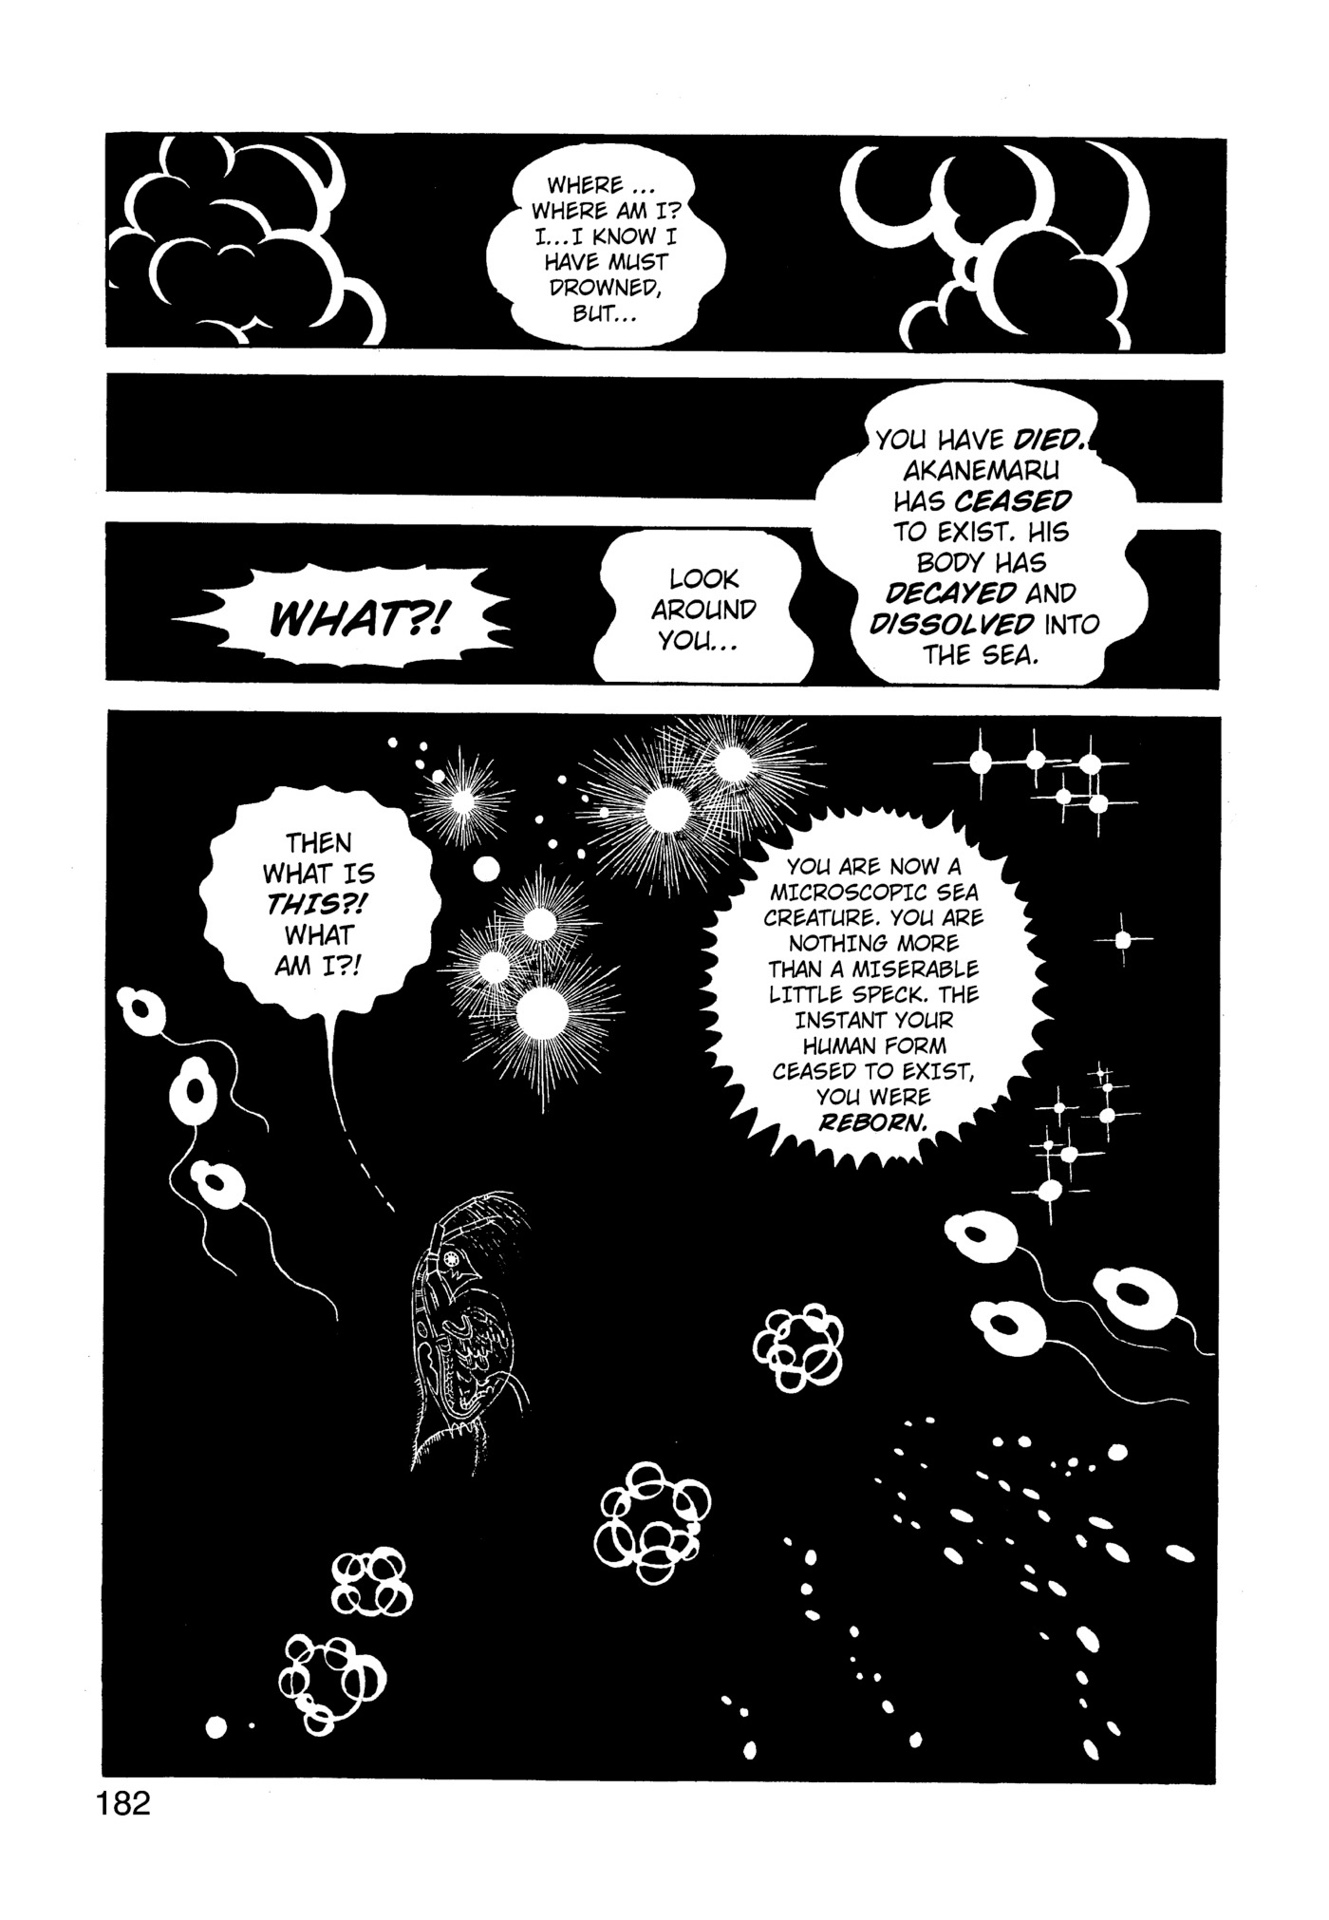 WHERE ...
WHERE AM I?
I...I KNOW I
HAVE MUST
DROWNED,
BUT...
YOU HAVE DIED.
AKANEMARU
HAS CEASED
TO EXIST. HIS
BODY HAS
DECAYED AND
DISSOLVED INTO
THE SEA.
WHAT?!
LOOK
AROUND
YOU...
THEN
WHAT IS
THIS?!
WHAT
AM I?!
YOU ARE NOW A
MICROSCOPIC SEA
CREATURE. YOU ARE
NOTHING MORE
THAN A MISERABLE
LITTLE SPECK. THE
INSTANT YOUR
HUMAN FORM
CEASED TO EXIST,
YOU WERE
REBORN.
182